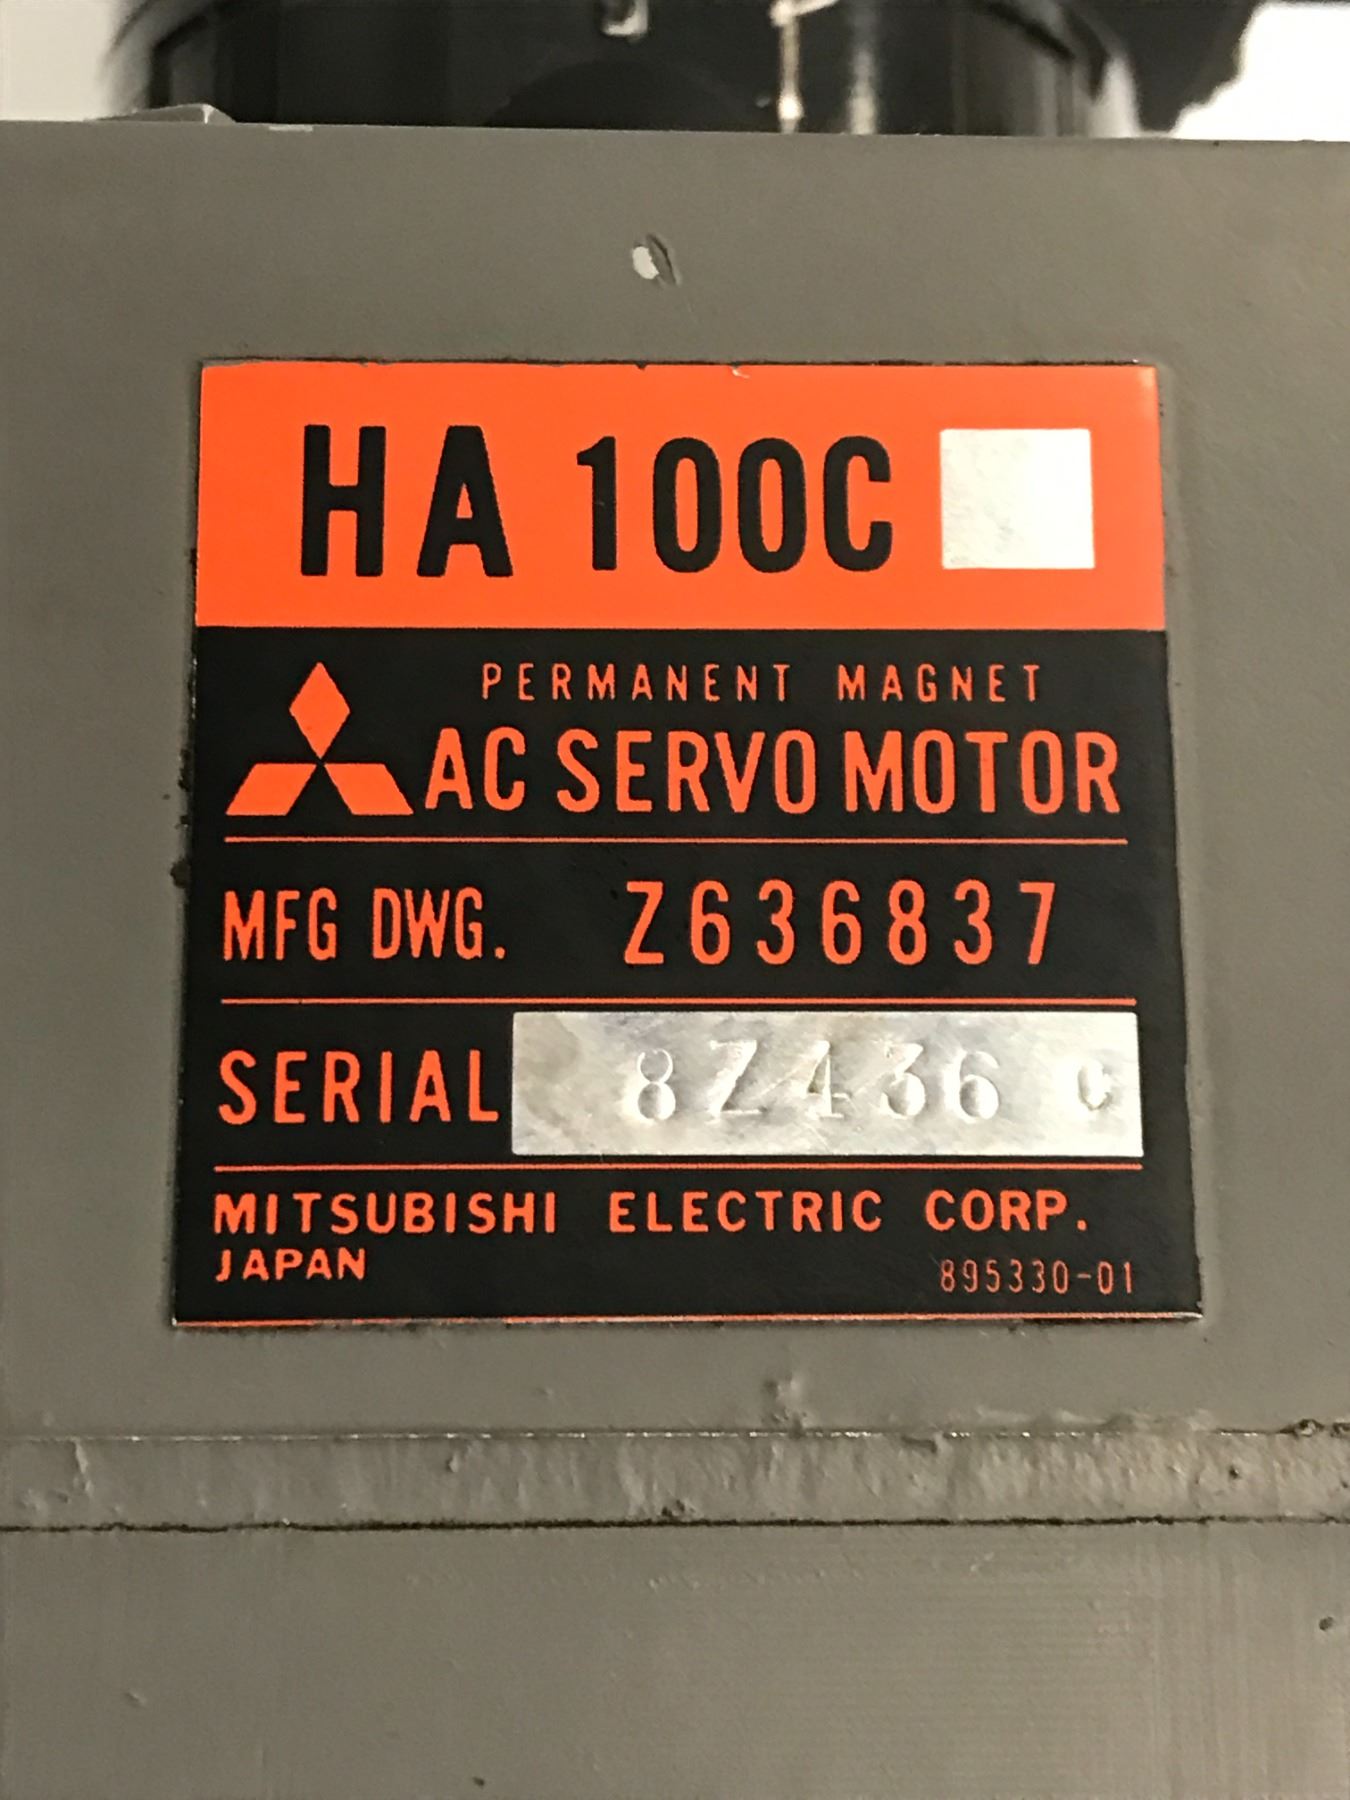 HA 100C
PERMANENT MAGNET
AC SERVO MOTOR
MFG DWG. Z636837
SERIAL 8Z436 C
MITSUBISHI ELECTRIC CORP.
JAPAN
895330-01